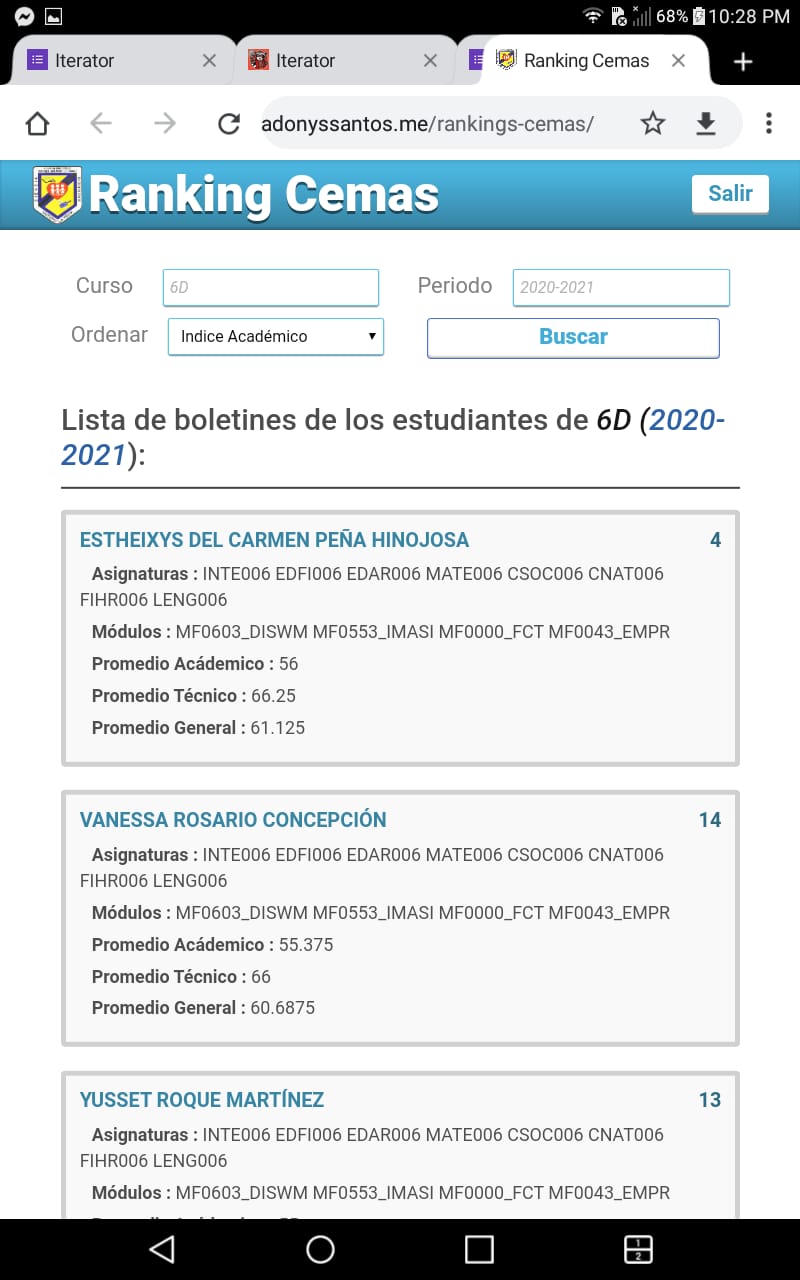 68% 10:28 PM
Iterator
Iterator
Ranking Cemas
adonyssantos.me/rankings-cemas/
Ranking Cemas
Salir
Curso
6D
Periodo
2020-2021
Ordenar
Indice Académico
Buscar
Lista de boletines de los estudiantes de 6D (2020-
2021):
ESTHEIXYS DEL CARMEN PEÑA HINOJOSA 4
Asignaturas : INTE006 EDFI006 EDAR006 MATE006 CSOC006 CNAT006
FIHR006 LENG006
Módulos : MF0603_DISWM MF0553_IMASI MF0000_FCT MF0043_EMPR
Promedio Acádemico : 56
Promedio Técnico : 66.25
Promedio General : 61.125
VANESSA ROSARIO CONCEPCIÓN 14
Asignaturas : INTE006 EDFI006 EDAR006 MATE006 CSOC006 CNAT006
FIHR006 LENG006
Módulos : MF0603_DISWM MF0553_IMASI MF0000_FCT MF0043_EMPR
Promedio Acádemico : 55.375
Promedio Técnico : 66
Promedio General : 60.6875
YUSSET ROQUE MARTÍNEZ 13
Asignaturas : INTE006 EDFI006 EDAR006 MATE006 CSOC006 CNAT006
FIHR006 LENG006
Módulos : MF0603_DISWM MF0553_IMASI MF0000_FCT MF0043_EMPR